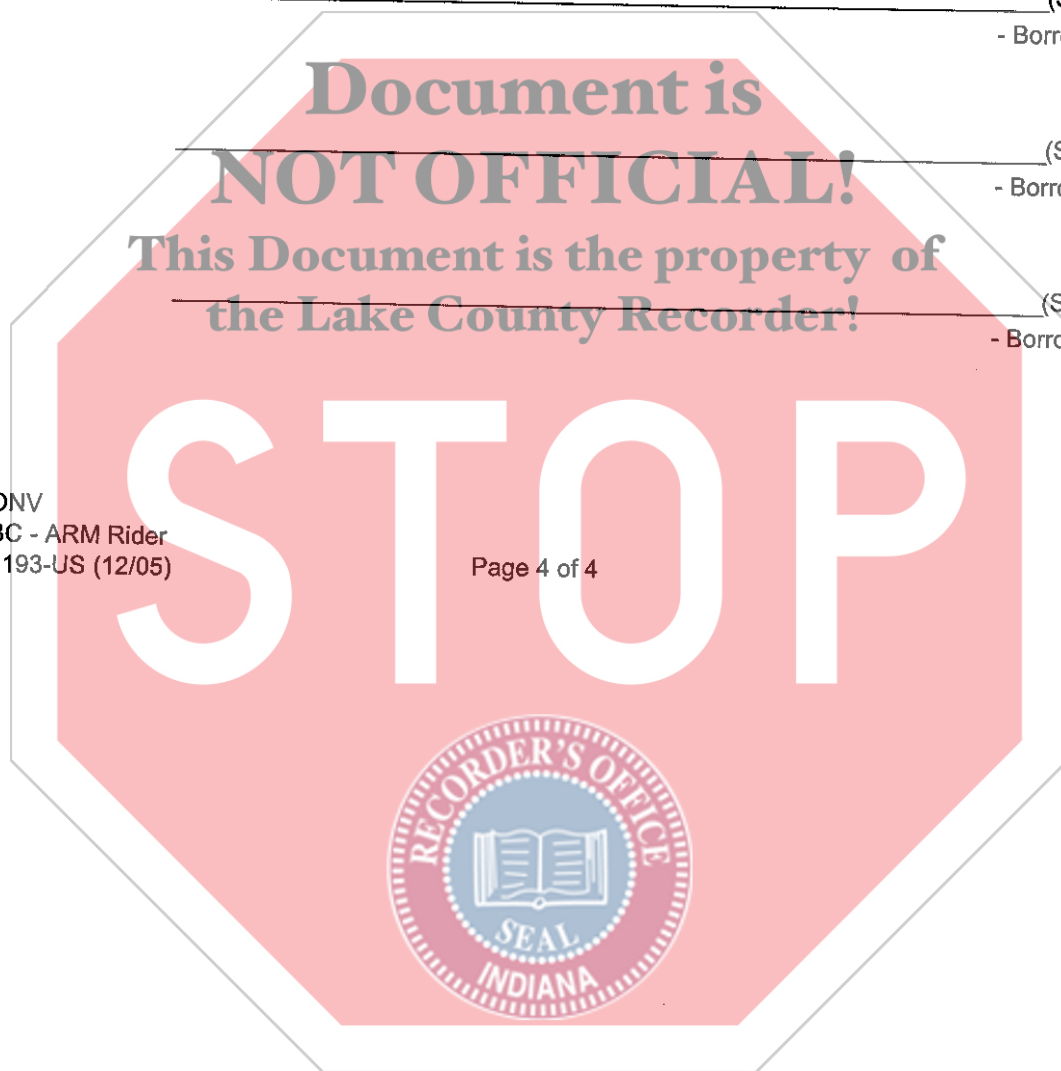 (S
- Borro
Document is
(S
NOT OFFICIAL!
- Borro
This Document is the property of
(S
the Lake County Recorder!
- Borro
STOP
ONV
BC - ARM Rider
193-US (12/05)
Page 4 of 4
RECORDER'S OFFICE
SEAL
INDIANA